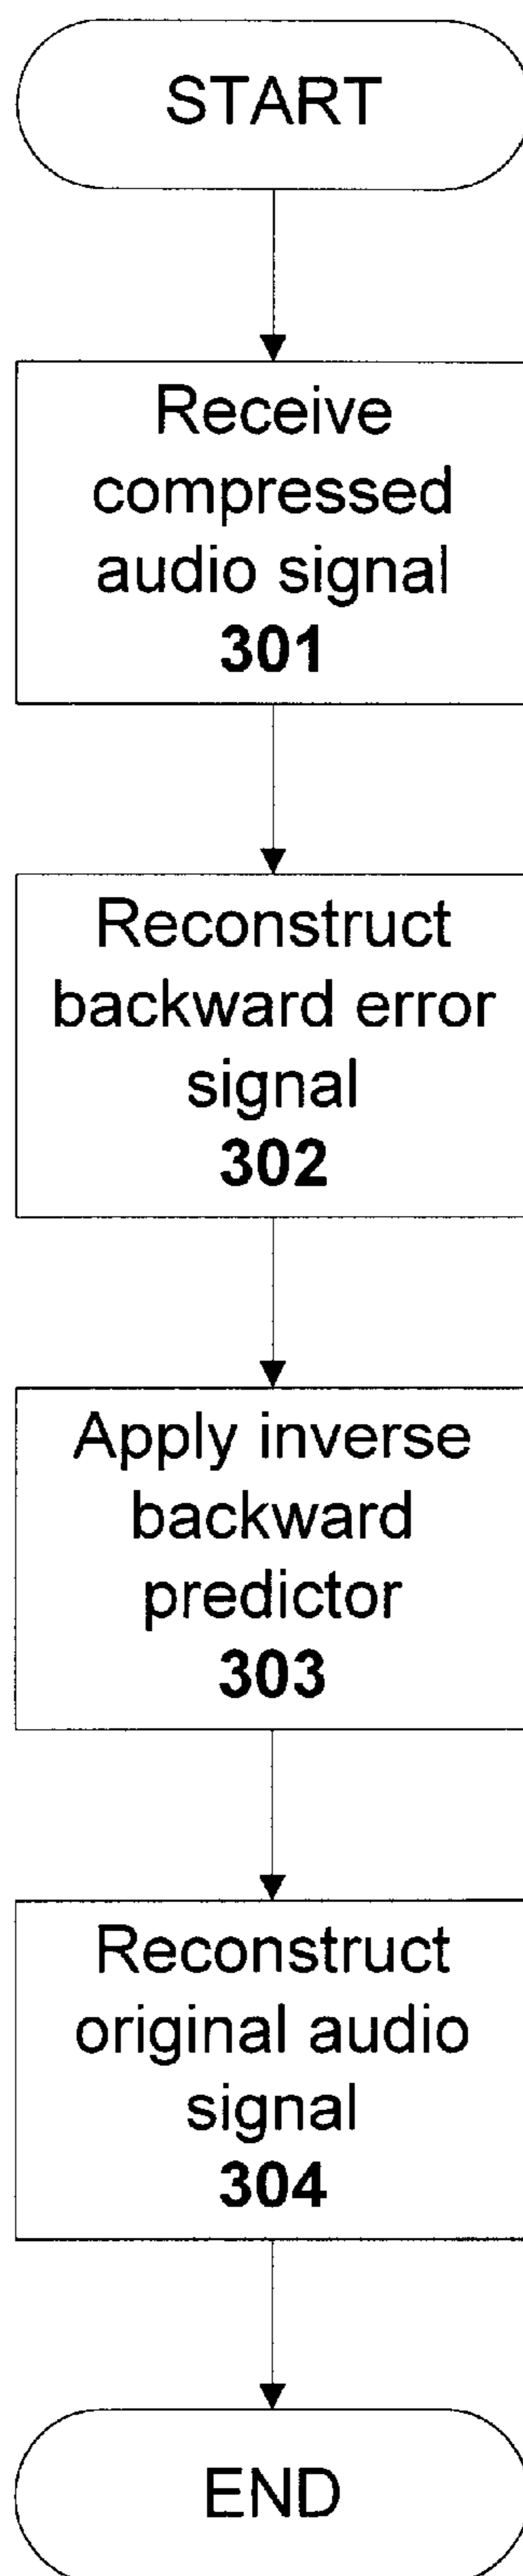 START
Receive
compressed
audio signal
301
Reconstruct
backward error
signal
302
Apply inverse
backward
predictor
303
Reconstruct
original audio
signal
304
END